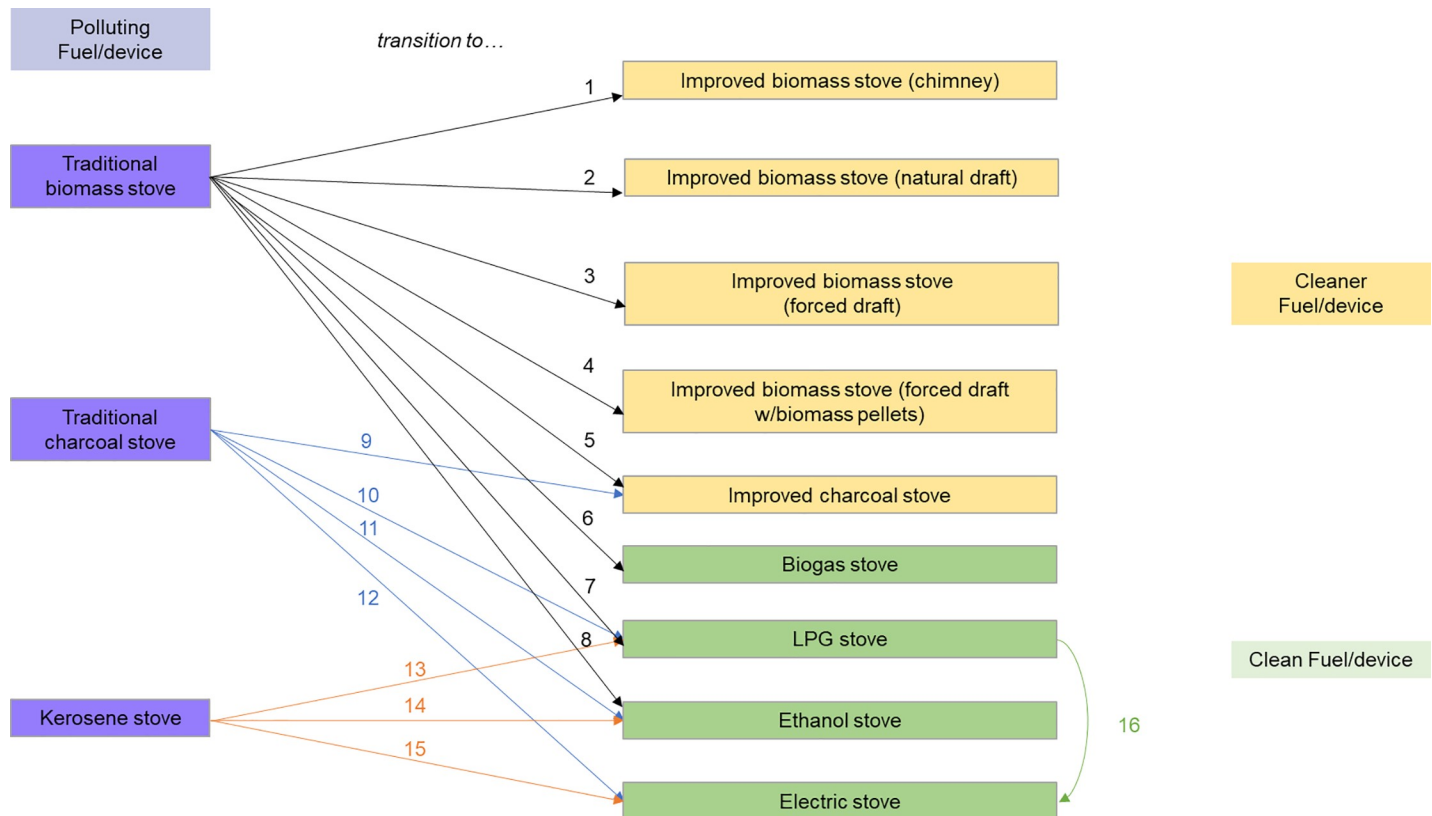 Polluting
Fuel/device
transition to…
1
Improved biomass stove (chimney)
Traditional
biomass stove
2
Improved biomass stove (natural draft)
3
Improved biomass stove
(forced draft)
Cleaner
Fuel/device
4
Improved biomass stove (forced draft
w/biomass pellets)
Traditional
charcoal stove
5
9
10
Improved charcoal stove
6
11
Biogas stove
7
12
8
LPG stove
Clean Fuel/device
13
14
Kerosene stove
Ethanol stove
16
15
Electric stove